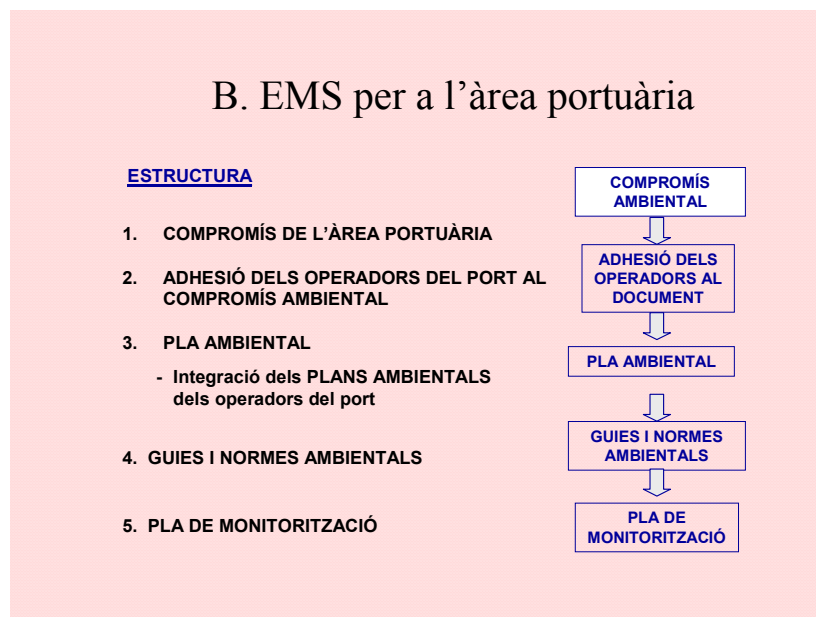 B. EMS per a l’àrea portuària
ESTRUCTURA
1. COMPROMÍS DE L’ÀREA PORTUÀRIA
2. ADHESIÓ DELS OPERADORS DEL PORT AL
COMPROMÍS AMBIENTAL
3. PLA AMBIENTAL
- Integració dels PLANS AMBIENTALS
dels operadors del port
4. GUIES I NORMES AMBIENTALS
5. PLA DE MONITORITZACIÓ
COMPROMÍS
AMBIENTAL
ADHESIÓ DELS
OPERADORS AL
DOCUMENT
PLA AMBIENTAL
GUIES I NORMES
AMBIENTALS
PLA DE
MONITORITZACIÓ